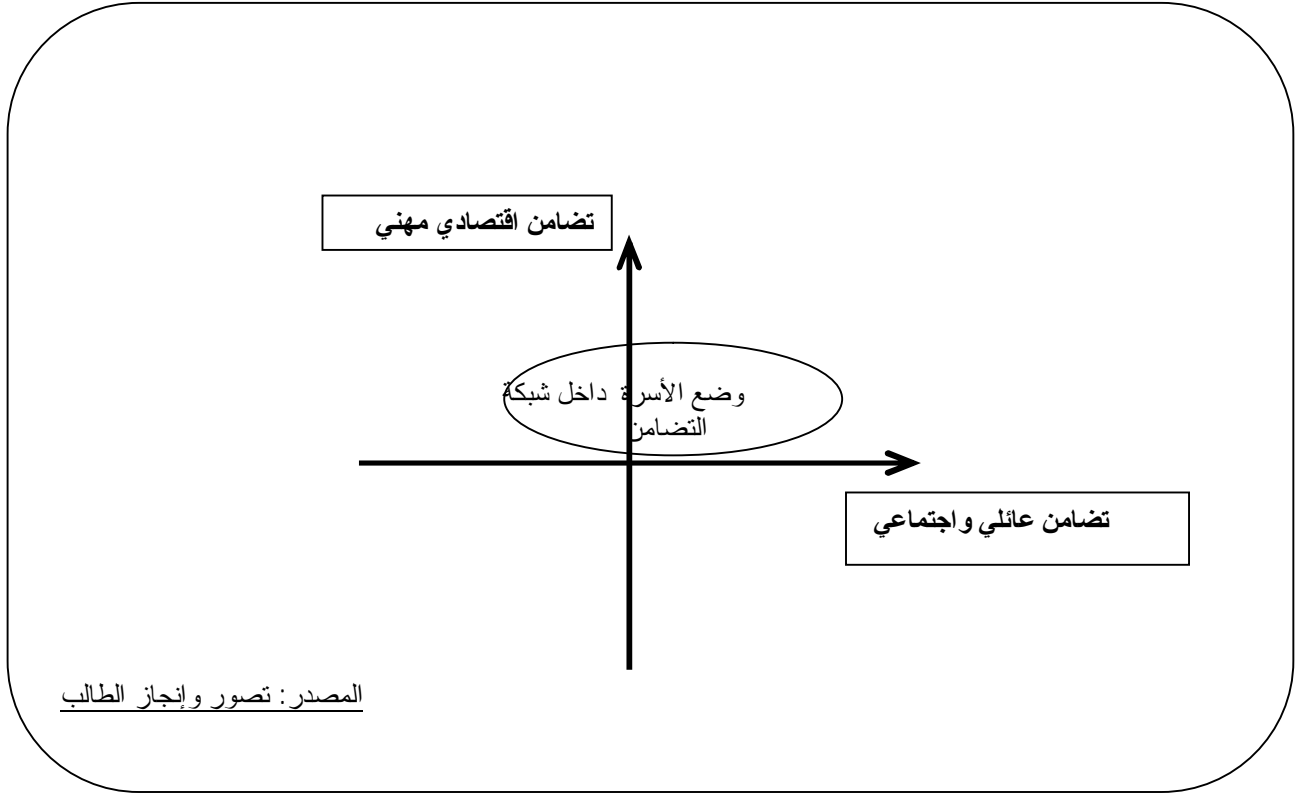 تضامن اقتصادي مهني
وضع الأسرة داخل شبكة
التضامن
تضامن عائلي واجتماعي
المصدر: تصور وإنجاز الطالب